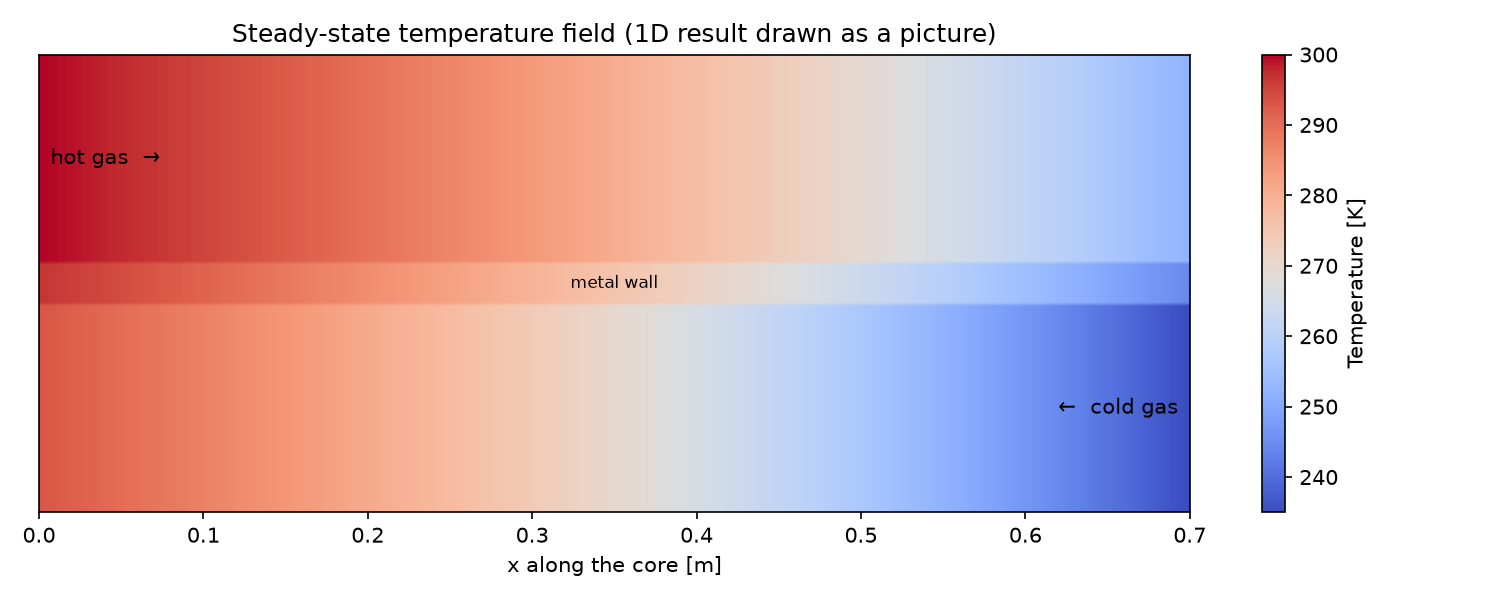 Steady-state temperature field (1D result drawn as a picture)
hot gas →
metal wall
← cold gas
0.0 0.1 0.2 0.3 0.4 0.5 0.6 0.7
x along the core [m]
300
290
280
270
260
250
240
Temperature [K]